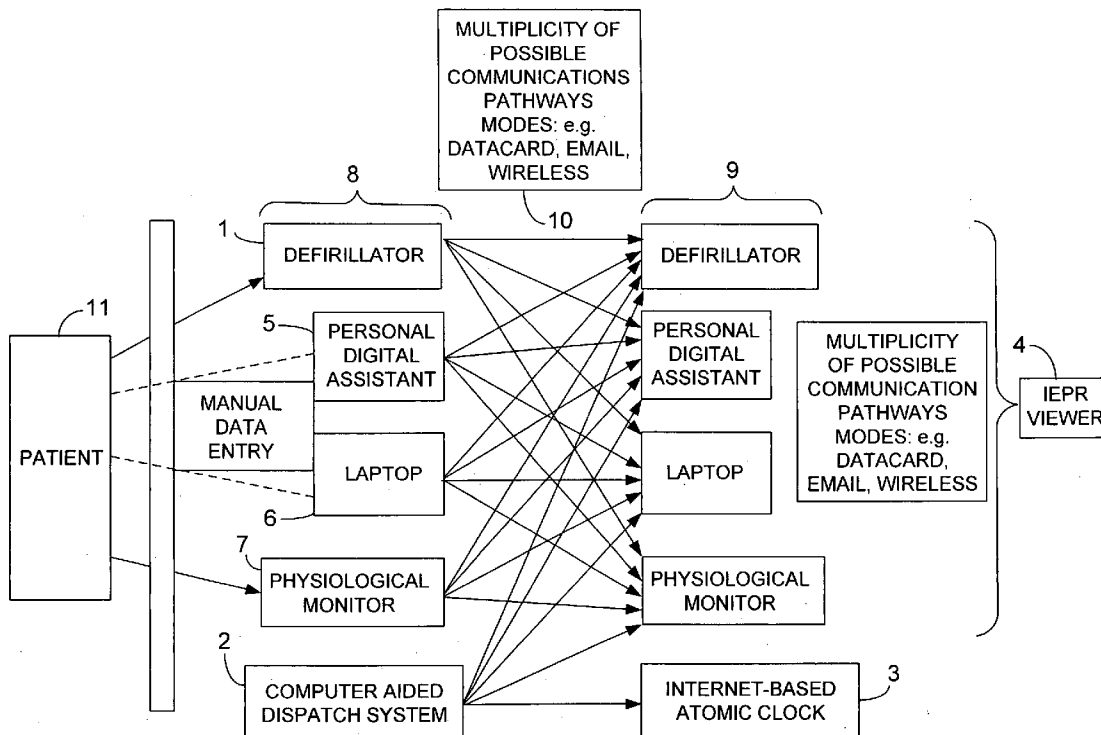 MULTIPLICITY
OF
POSSIBLE
COMMUNICATIONS
PATHWAYS
MODES: e.g.
DATACARD, EMAIL,
WIRELESS
10
8
9
1
DEFIRILLATOR
DEFIRILLATOR
11
PATIENT
5
PERSONAL
DIGITAL
ASSISTANT
PERSONAL
DIGITAL
ASSISTANT
MANUAL
DATA
ENTRY
LAPTOP
6
LAPTOP
MULTIPLICITY
OF POSSIBLE
COMMUNICATION
PATHWAYS
MODES: e.g.
DATACARD,
EMAIL, WIRELESS
4
IEPR
VIEWER
7
PHYSIOLOGICAL
MONITOR
PHYSIOLOGICAL
MONITOR
2
COMPUTER AIDED
DISPATCH SYSTEM
INTERNET-BASED
ATOMIC CLOCK
3